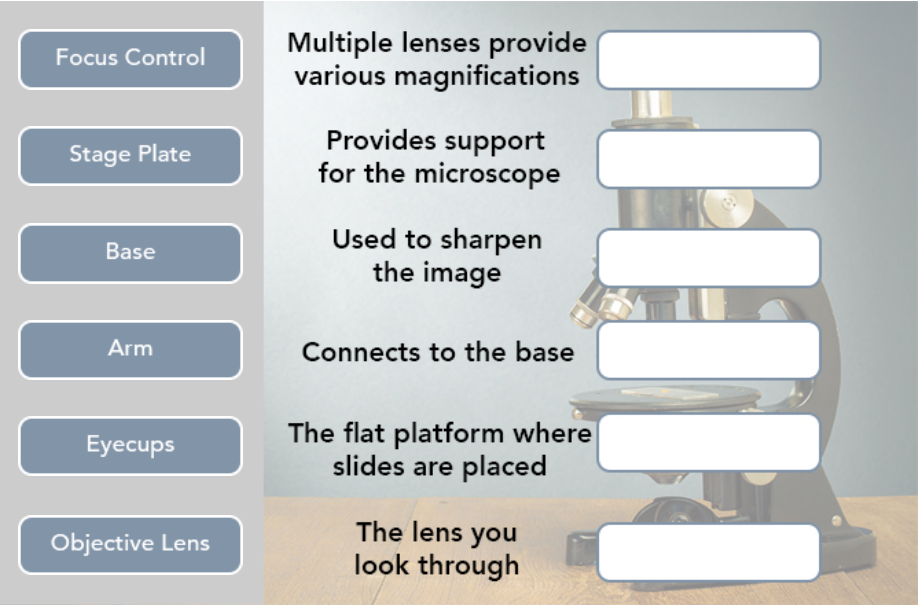 Focus Control
Stage Plate
Base
Arm
Eyecups
Objective Lens
Multiple lenses provide
various magnifications
Provides support
for the microscope
Used to sharpen
the image
Connects to the base
The flat platform where
slides are placed
The lens you
look through